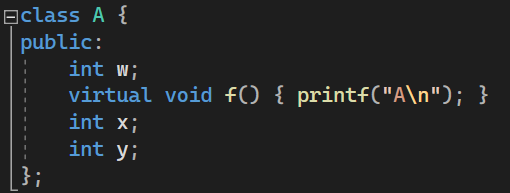 class A {
public:
    int w;
    virtual void f() { printf("A\n"); }
    int x;
    int y;
};